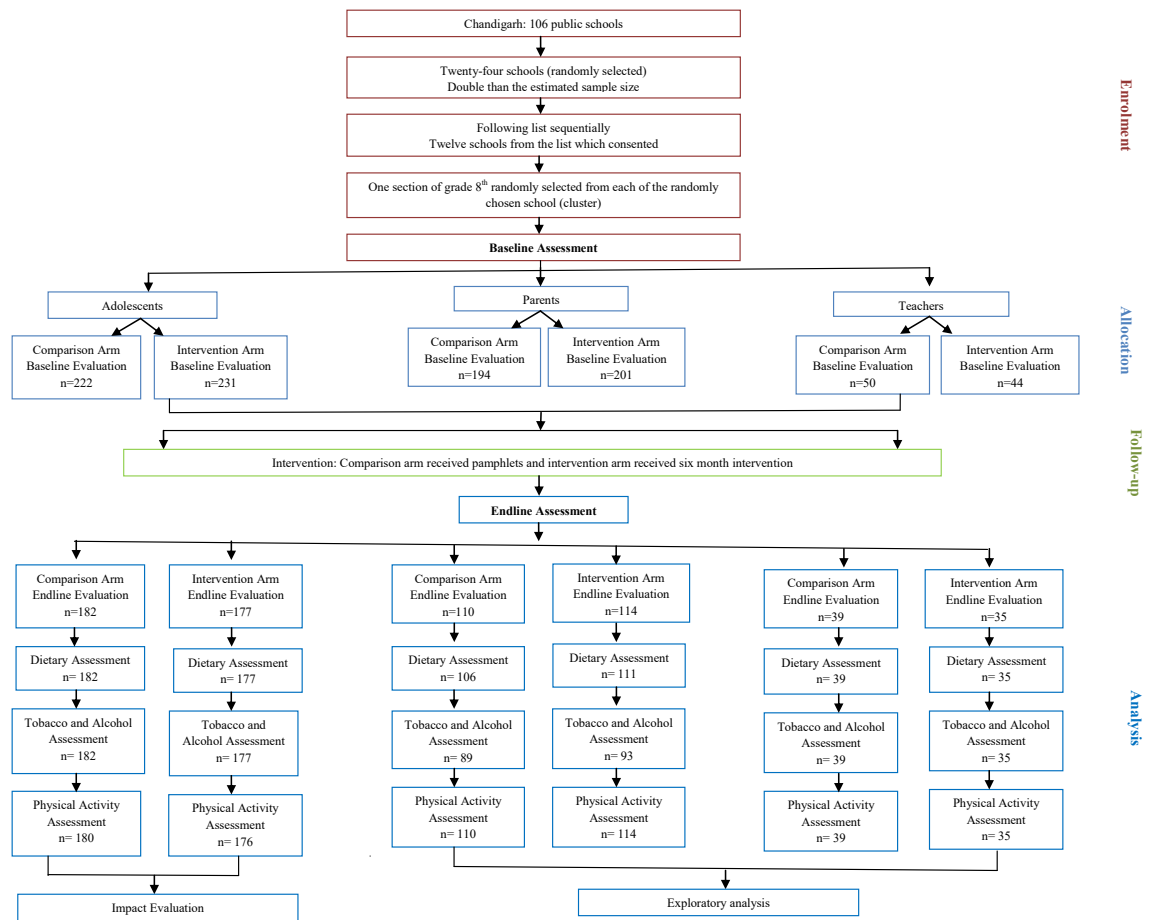 Chandigarh: 106 public schools
Twenty-four schools (randomly selected)
Double than the estimated sample size
Following list sequentially
Twelve schools from the list which consented
One section of grade 8th randomly selected from each of the randomly
chosen school (cluster)
Baseline Assessment
Enrolment
Adolescents
Parents
Teachers
Comparison Arm
Baseline Evaluation
n=222
Intervention Arm
Baseline Evaluation
n=231
Comparison Arm
Baseline Evaluation
n=194
Intervention Arm
Baseline Evaluation
n=201
Comparison Arm
Baseline Evaluation
n=50
Intervention Arm
Baseline Evaluation
n=44
Allocation
Intervention: Comparison arm received pamphlets and intervention arm received six month intervention
Follow-up
Endline Assessment
Comparison Arm
Endline Evaluation
n=182
Intervention Arm
Endline Evaluation
n=177
Comparison Arm
Endline Evaluation
n=110
Intervention Arm
Endline Evaluation
n=114
Comparison Arm
Endline Evaluation
n=39
Intervention Arm
Endline Evaluation
n=35
Dietary Assessment
n= 182
Dietary Assessment
n= 177
Dietary Assessment
n= 106
Dietary Assessment
n= 111
Dietary Assessment
n= 39
Dietary Assessment
n= 35
Tobacco and Alcohol
Assessment
n= 182
Tobacco and
Alcohol Assessment
n= 177
Tobacco and Alcohol
Assessment
n= 89
Tobacco and
Alcohol Assessment
n= 93
Tobacco and Alcohol
Assessment
n= 39
Tobacco and Alcohol
Assessment
n= 35
Physical Activity
Assessment
n= 180
Physical Activity
Assessment
n= 176
Physical Activity
Assessment
n= 110
Physical Activity
Assessment
n= 114
Physical Activity
Assessment
n= 39
Physical Activity
Assessment
n= 35
Analysis
Impact Evaluation
Exploratory analysis